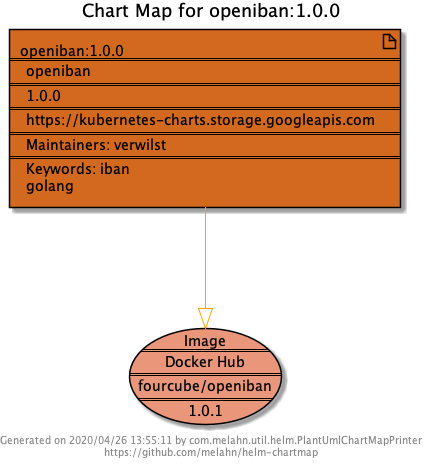 Chart Map for openiban:1.0.0
openiban:1.0.0
openiban
1.0.0
https://kubernetes-charts.storage.googleapis.com
Maintainers: verwilst
Keywords: iban
golang
Image
Docker Hub
fourcube/openiban
1.0.1
Generated on 2020/04/26 13:55:11 by com.melahn.util.helm.PlantUmlChartMapPrinter
https://github.com/melahn/helm-chartmap